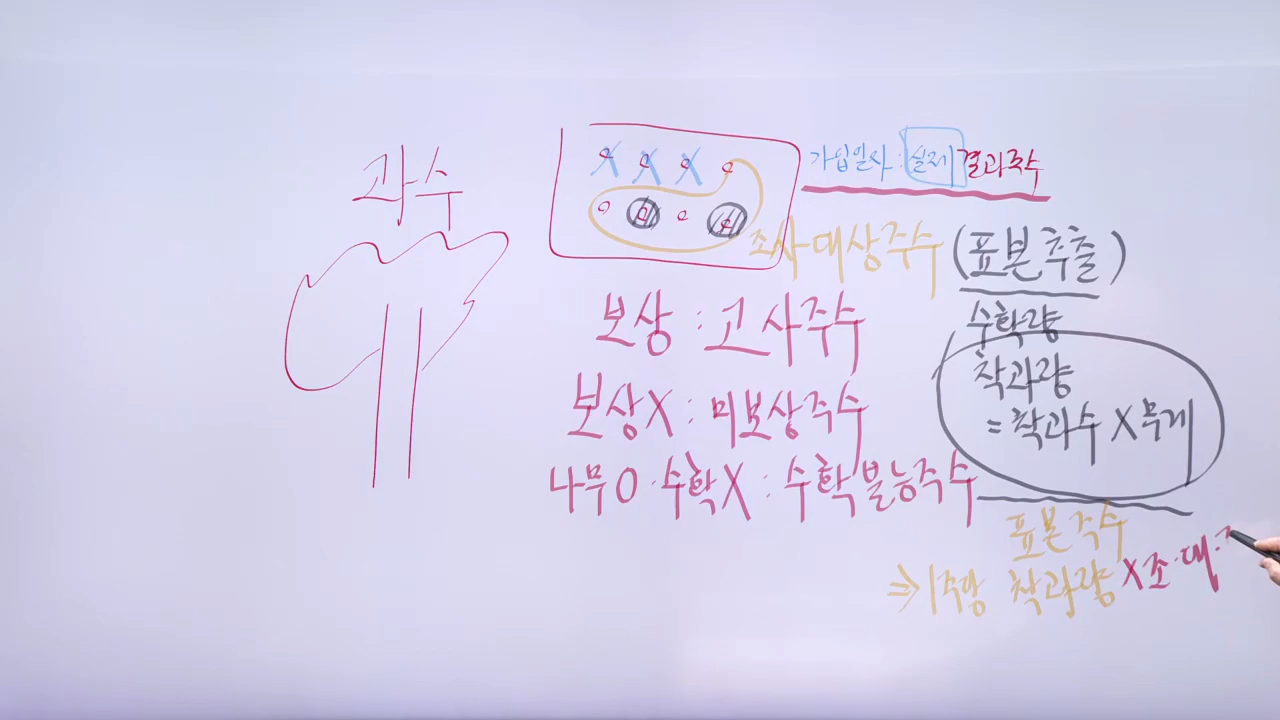 과수
가입일사 : 실제 결과주수
조사대상주수 (표본추출)
보상 : 고사주수
수확량
착과량
= 착과수 X 무게
보상X : 미보상주수
나무O · 수확X : 수확불능주수
표본주수
⇒ 1주당 착과량 X 조·대·